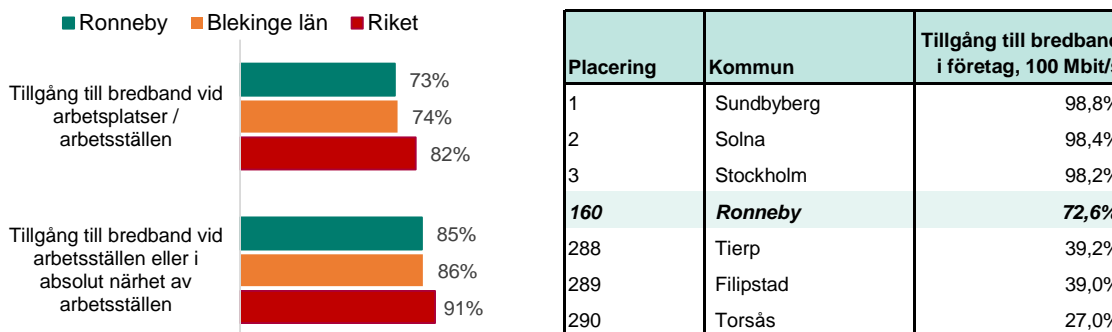 Ronneby Blekinge län Riket
Tillgång till bredband vid
arbetsplatser /
arbetsställen
73%
74%
82%
Tillgång till bredband vid
arbetsställen eller i
absolut närhet av
arbetsställen
85%
86%
91%
Placering Kommun Tillgång till bredband
i företag, 100 Mbit/s
1 Sundbyberg 98,8%
2 Solna 98,4%
3 Stockholm 98,2%
160 Ronneby 72,6%
288 Tierp 39,2%
289 Filipstad 39,0%
290 Torsås 27,0%